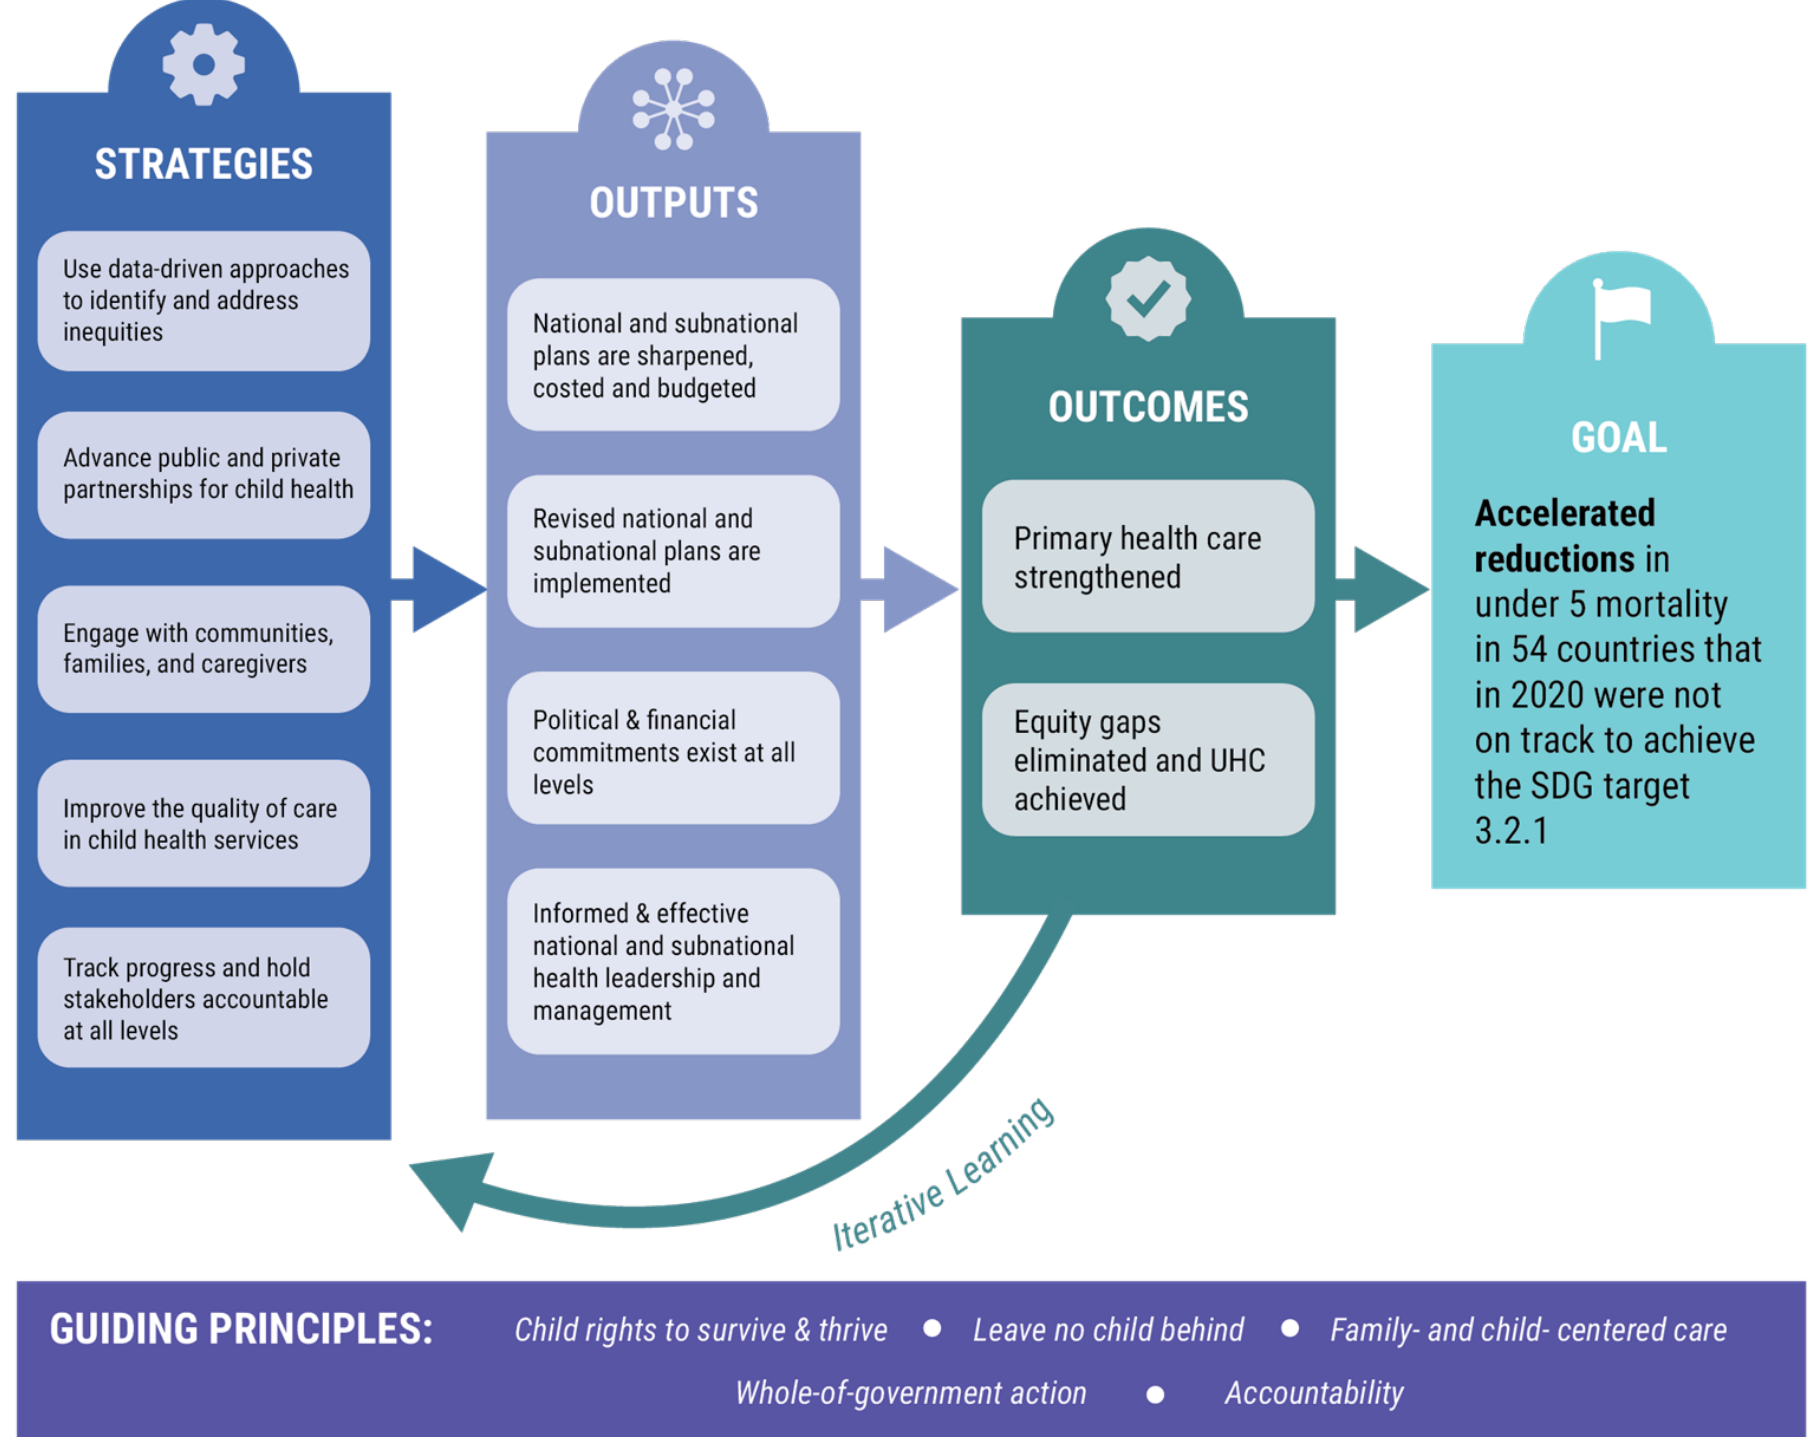 STRATEGIES
Use data-driven approaches
to identify and address
inequities
Advance public and private
partnerships for child health
Engage with communities,
families, and caregivers
Improve the quality of care
in child health services
Track progress and hold
stakeholders accountable
at all levels
OUTPUTS
National and subnational
plans are sharpened,
costed and budgeted
Revised national and
subnational plans are
implemented
Political & financial
commitments exist at all
levels
Informed & effective
national and subnational
health leadership and
management
OUTCOMES
Primary health care
strengthened
Equity gaps
eliminated and UHC
achieved
GOAL
Accelerated
reductions in
under 5 mortality
in 54 countries that
in 2020 were not
on track to achieve
the SDG target
3.2.1
Iterative Learning
GUIDING PRINCIPLES: Child rights to survive & thrive ● Leave no child behind ● Family- and child- centered care
Whole-of-government action ● Accountability